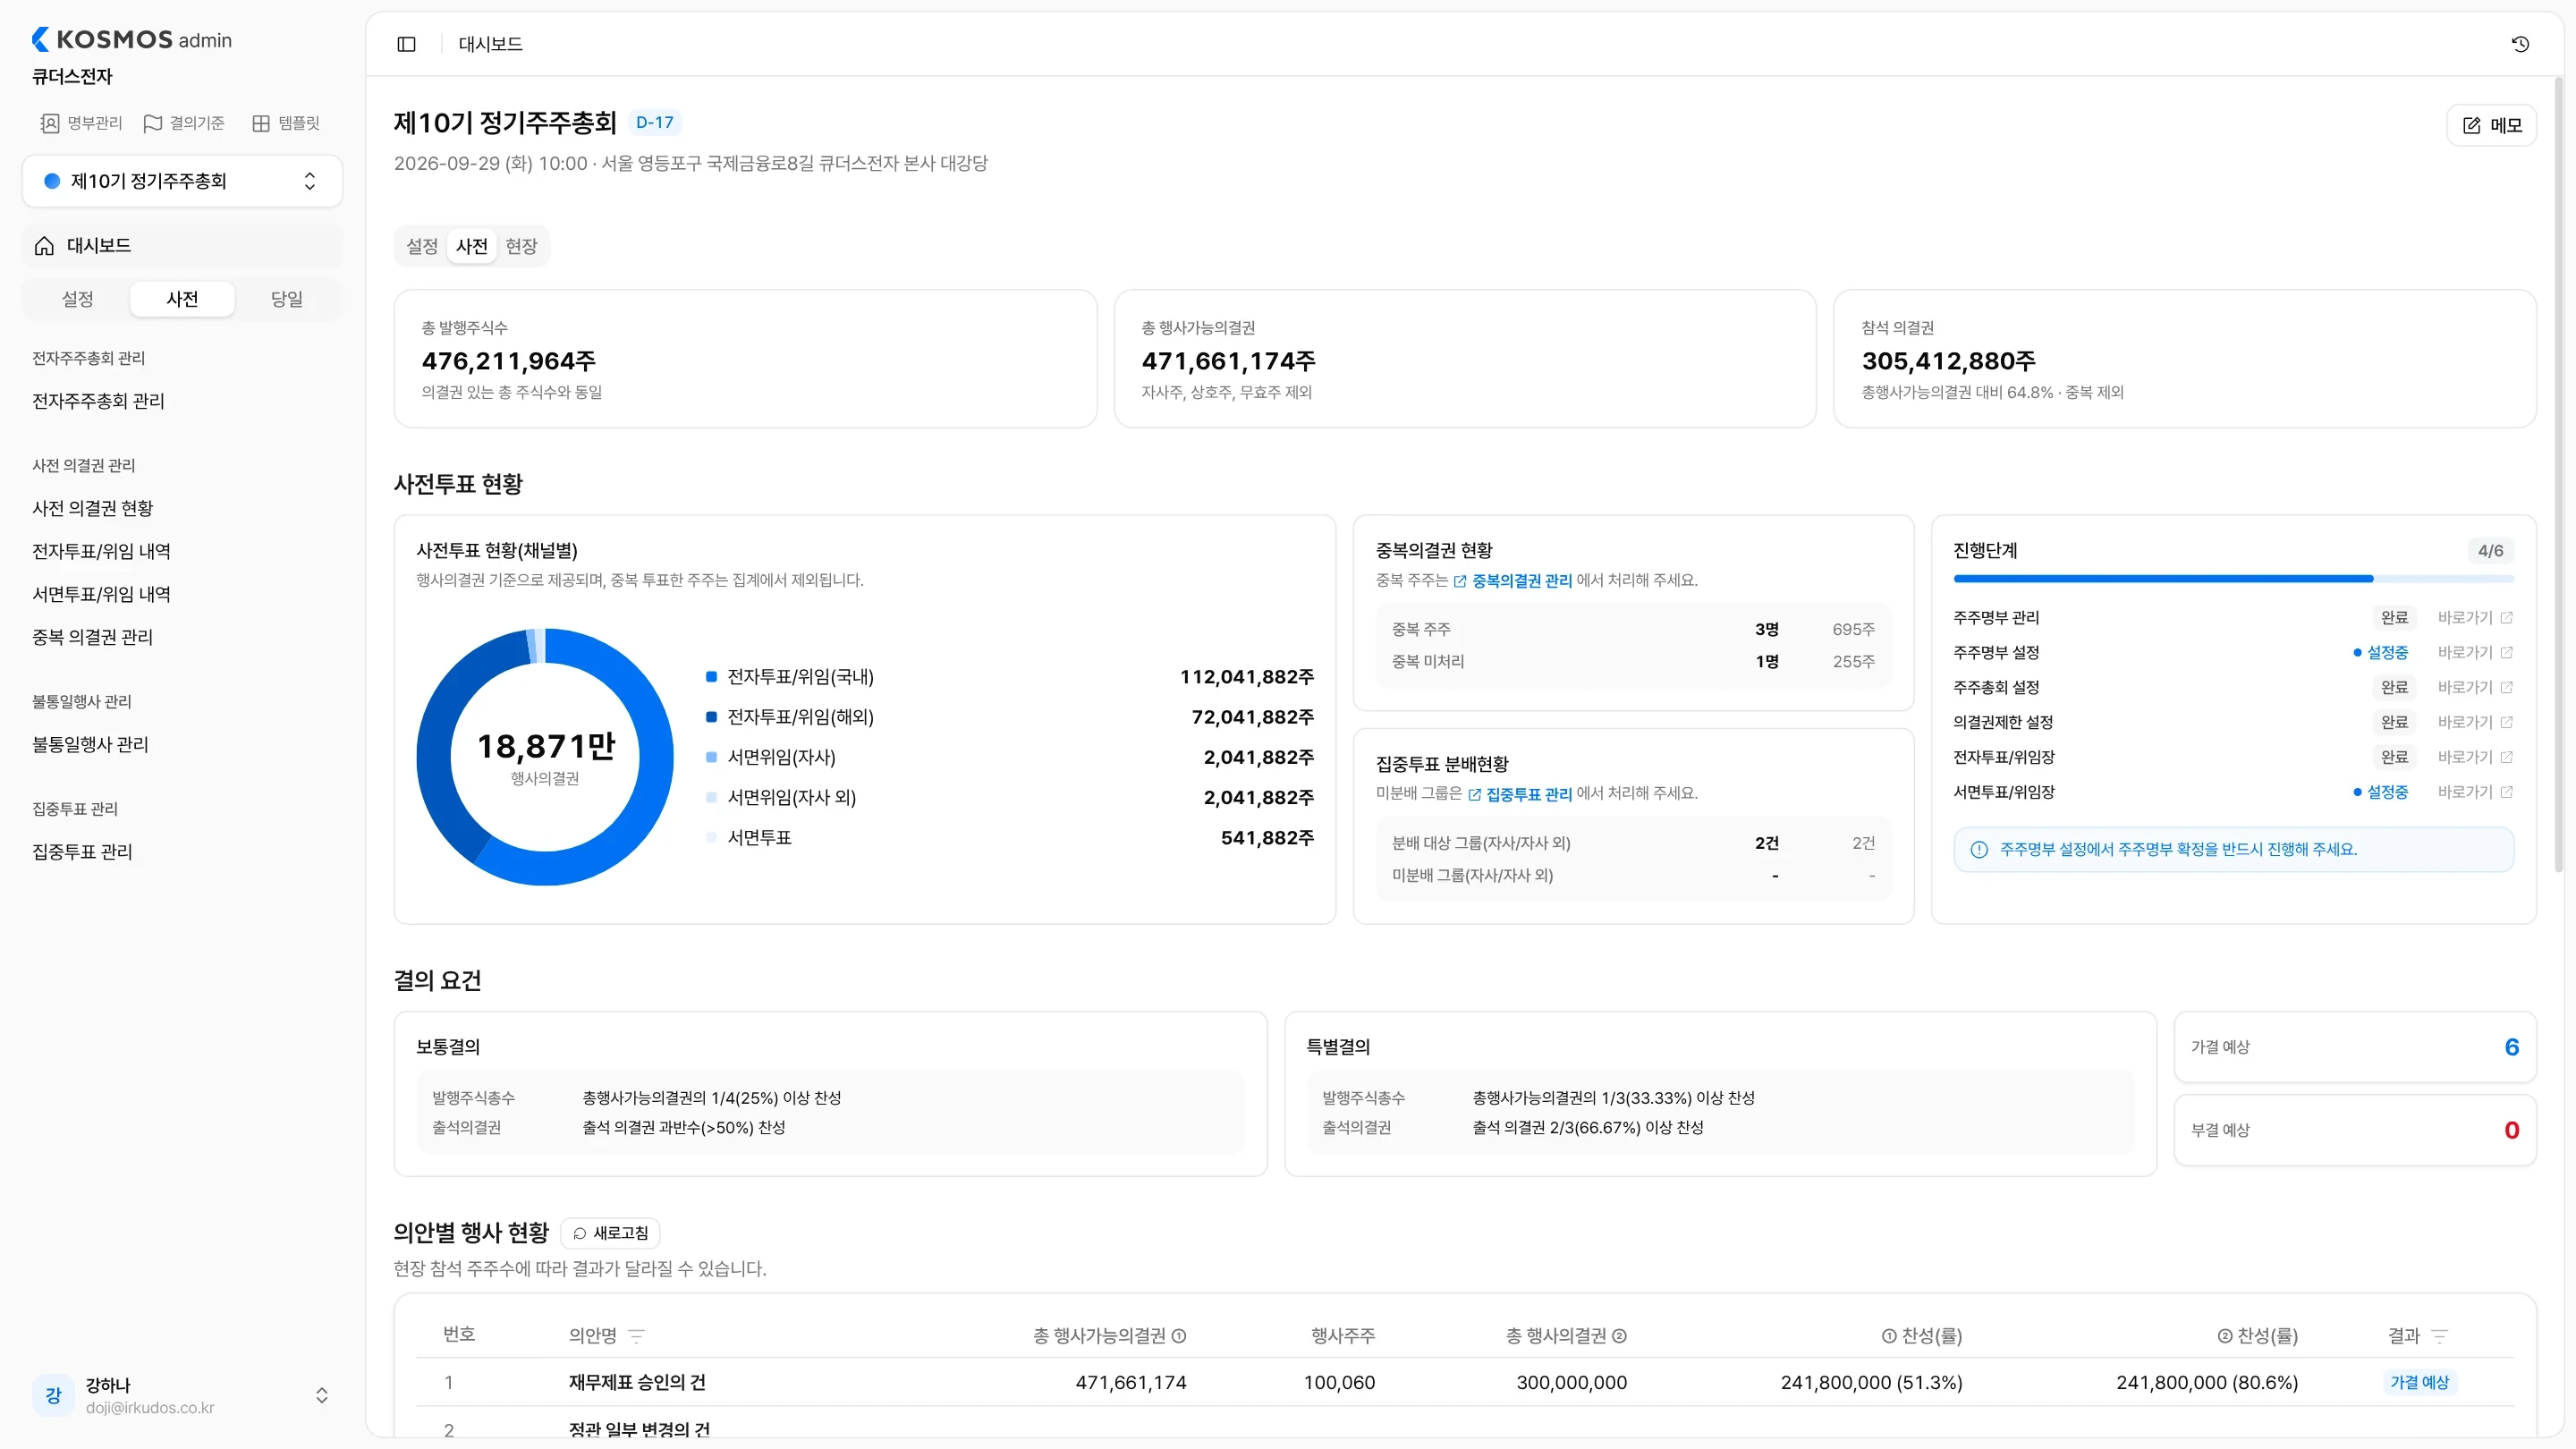 KOSMOS admin
큐더스전자
명부관리 결의기준 템플릿
제10기 정기주주총회
대시보드
설정 사전 당일
전자주주총회 관리
전자주주총회 관리
사전 의결권 관리
사전 의결권 현황
전자투표/위임 내역
서면투표/위임 내역
중복 의결권 관리
불통일행사 관리
불통일행사 관리
집중투표 관리
집중투표 관리
강 강하나
doji@irkudos.co.kr
대시보드
제10기 정기주주총회 D-17
메모
2026-09-29 (화) 10:00 · 서울 영등포구 국제금융로8길 큐더스전자 본사 대강당
설정 사전 현장
총 발행주식수
476,211,964주
의결권 있는 총 주식수와 동일
총 행사가능의결권
471,661,174주
자사주, 상호주, 무효주 제외
참석 의결권
305,412,880주
총행사가능의결권 대비 64.8% · 중복 제외
사전투표 현황
사전투표 현황(채널별)
행사의결권 기준으로 제공되며, 중복 투표한 주주는 집계에서 제외됩니다.
18,871만
행사의결권
전자투표/위임(국내) 112,041,882주
전자투표/위임(해외) 72,041,882주
서면위임(자사) 2,041,882주
서면위임(자사 외) 2,041,882주
서면투표 541,882주
중복의결권 현황
중복 주주는 중복의결권 관리 에서 처리해 주세요.
중복 주주 3명 695주
중복 미처리 1명 255주
집중투표 분배현황
미분배 그룹은 집중투표 관리 에서 처리해 주세요.
분배 대상 그룹(자사/자사 외) 2건 2건
미분배 그룹(자사/자사 외) - -
진행단계 4/6
주주명부 관리 완료 바로가기
주주명부 설정 설정중 바로가기
주주총회 설정 완료 바로가기
의결권제한 설정 완료 바로가기
전자투표/위임장 완료 바로가기
서면투표/위임장 설정중 바로가기
주주명부 설정에서 주주명부 확정을 반드시 진행해 주세요.
결의 요건
보통결의
발행주식총수 총행사가능의결권의 1/4(25%) 이상 찬성
출석의결권 출석 의결권 과반수(>50%) 찬성
특별결의
발행주식총수 총행사가능의결권의 1/3(33.33%) 이상 찬성
출석의결권 출석 의결권 2/3(66.67%) 이상 찬성
가결 예상 6
부결 예상 0
의안별 행사 현황 새로고침
현장 참석 주주수에 따라 결과가 달라질 수 있습니다.
번호 의안명 총 행사가능의결권 ① 행사주주 총 행사의결권 ② ① 찬성(률) ② 찬성(률) 결과
1 재무제표 승인의 건 471,661,174 100,060 300,000,000 241,800,000 (51.3%) 241,800,000 (80.6%) 가결 예상
2 정관 일부 변경의 건